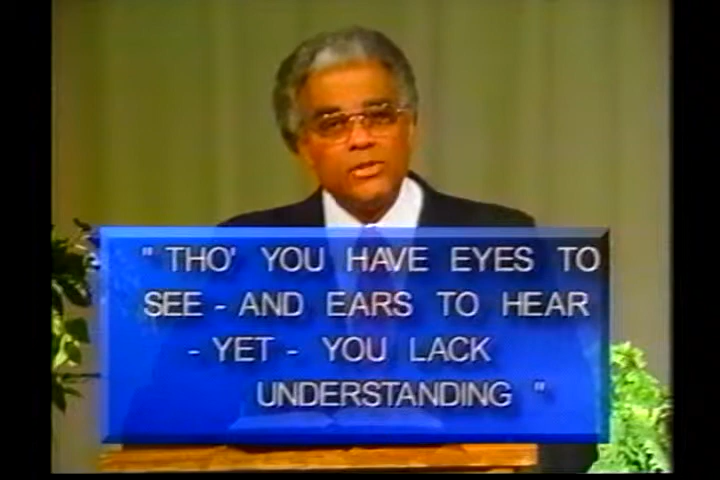 " THO' YOU HAVE EYES TO
SEE - AND EARS TO HEAR
- YET - YOU LACK
UNDERSTANDING "